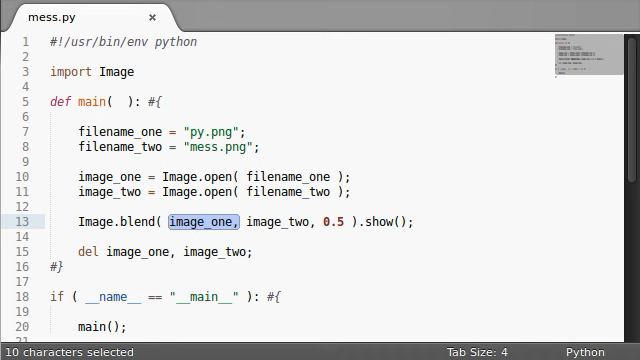 mess.py ×
1 #!/usr/bin/env python
2
3 import Image
4
5 def main(  ): #{
6
7 filename_one = "py.png";
8 filename_two = "mess.png";
9
10 image_one = Image.open( filename_one );
11 image_two = Image.open( filename_two );
12
13 Image.blend( image_one, image_two, 0.5 ).show();
14
15 del image_one, image_two;
16 #}
17
18 if ( __name__ == "__main__" ): #{
19
20 main();
21
10 characters selected Tab Size: 4 Python